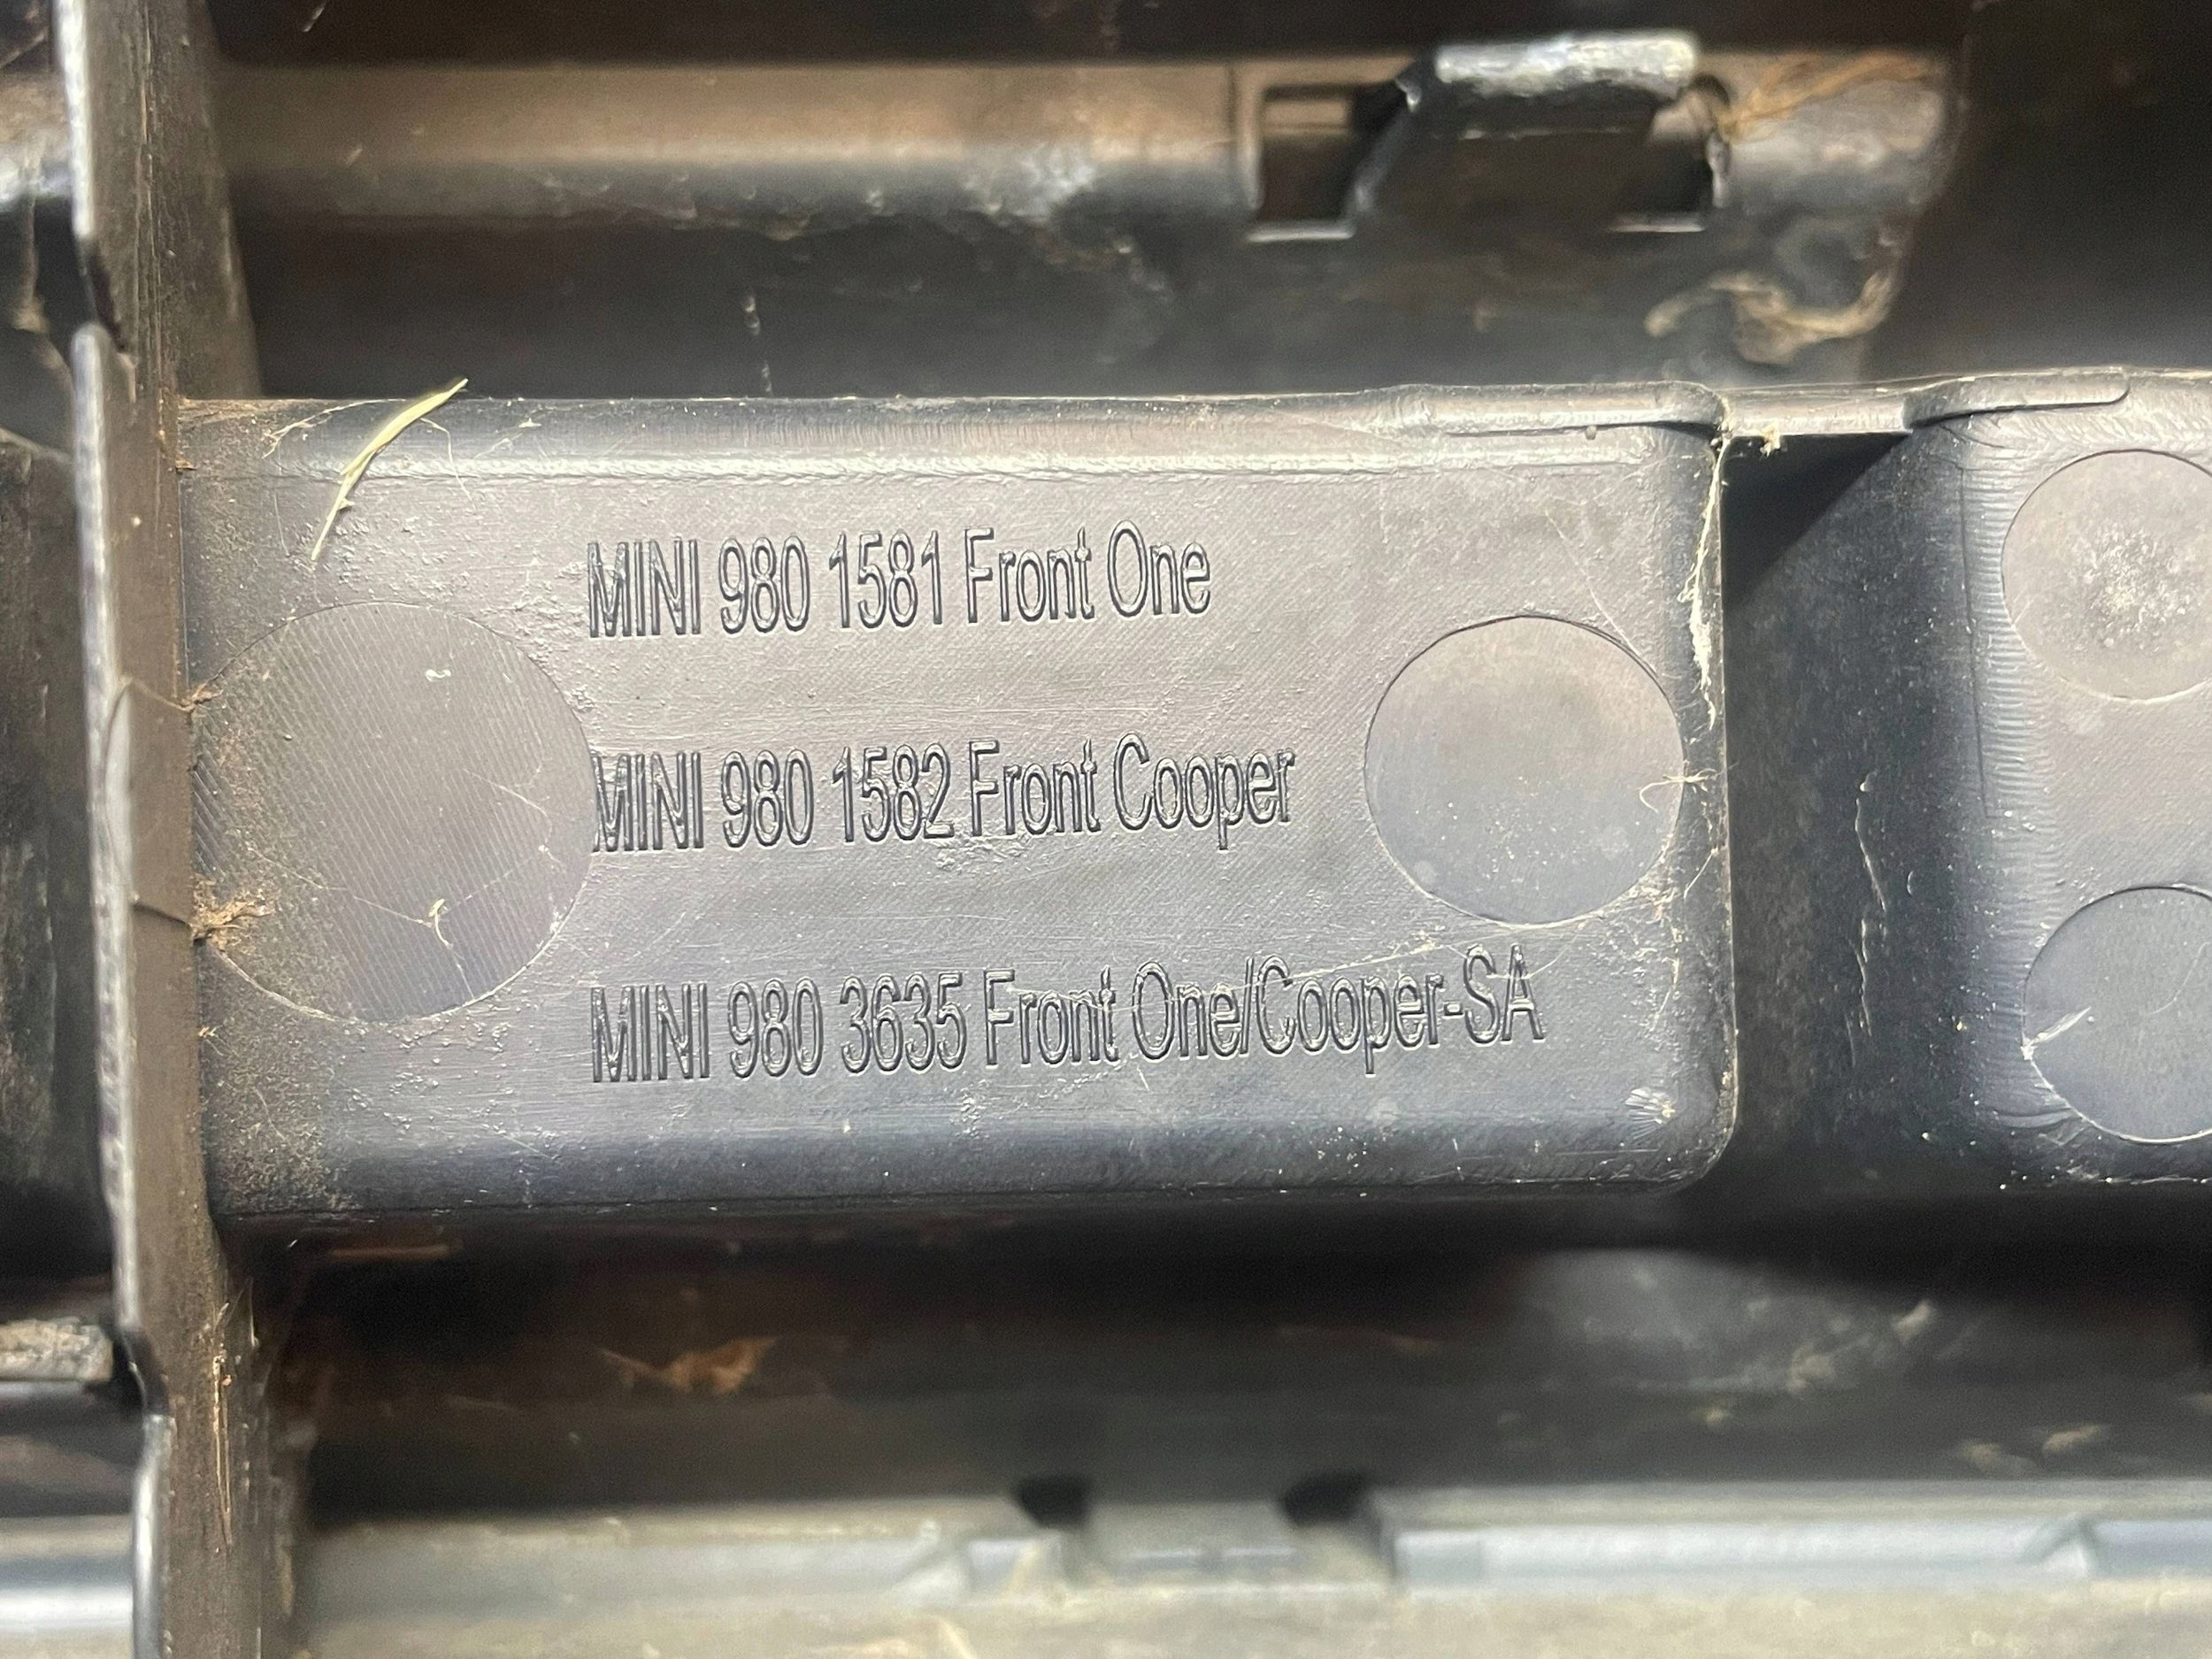 MINI 980 1581 Front One
MINI 980 1582 Front Cooper
MINI 980 3635 Front One/Cooper-SA